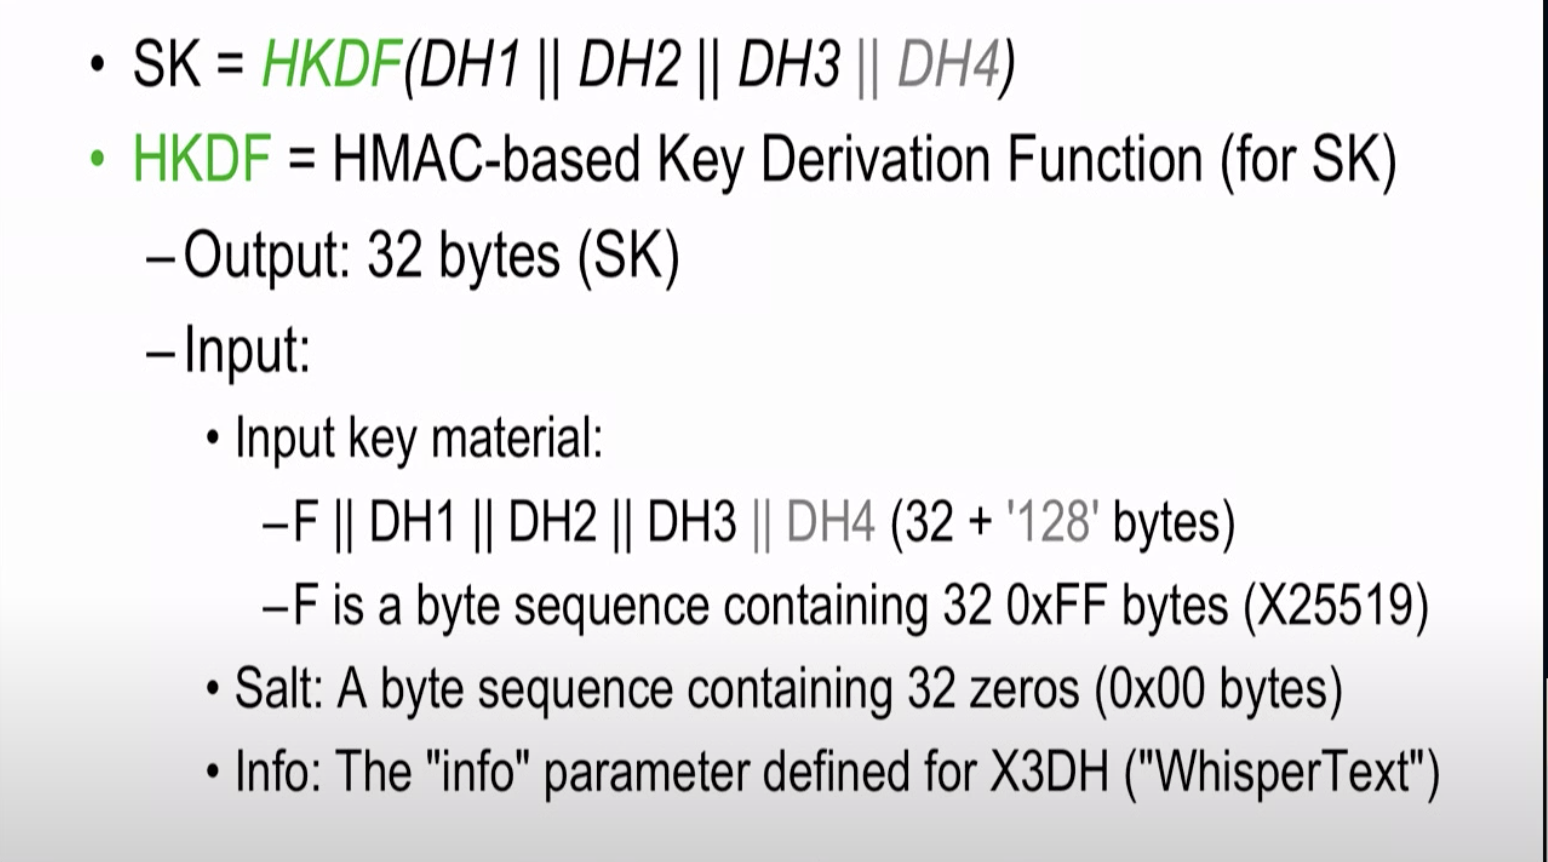 • SK = HKDF(DH1 || DH2 || DH3 || DH4)
• HKDF = HMAC-based Key Derivation Function (for SK)
–Output: 32 bytes (SK)
–Input:
• Input key material:
–F || DH1 || DH2 || DH3 || DH4 (32 + '128' bytes)
–F is a byte sequence containing 32 0xFF bytes (X25519)
• Salt: A byte sequence containing 32 zeros (0x00 bytes)
• Info: The "info" parameter defined for X3DH ("WhisperText")